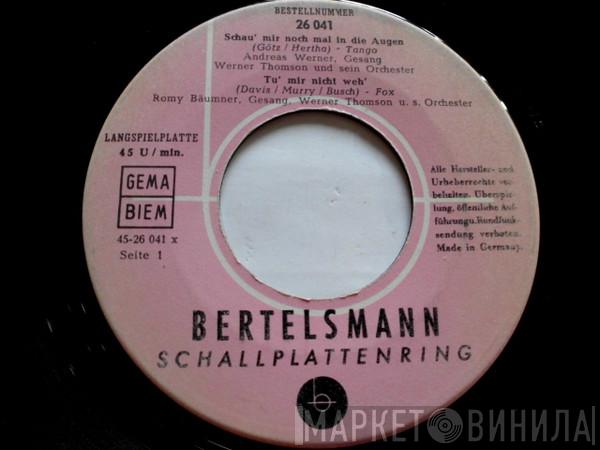 BESTELLNUMMER
26 041
Schau' mir noch mal in die Augen
(Götz / Hertha) - Tango
Andreas Werner, Gesang
Werner Thomson und sein Orchester
Tu' mir nicht weh'
(Davis / Murry / Busch) - Fox
Romy Bäumner, Gesang, Werner Thomson u. s. Orchester
LANGSPIELPLATTE
45 U / min.
GEMA
BIEM
45-26 041 x
Seite 1
Alle Hersteller- und
Urheberrechte vor-
behalten. Überspie-
lung, öffentliche Auf-
führung u. Rundfunk-
sendung verboten.
Made in Germany.
BERTELSMANN
SCHALLPLATTENRING
b
МАРКЕТ ВИНИЛА